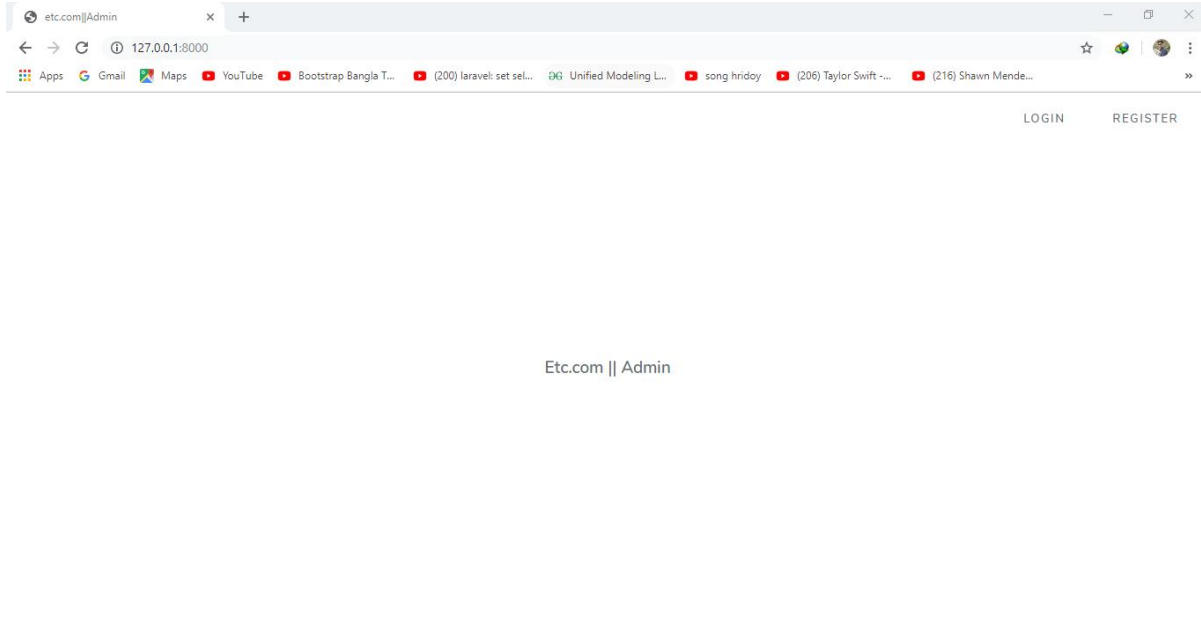 etc.com||Admin
127.0.0.1:8000
Apps Gmail Maps YouTube Bootstrap Bangla T... (200) laravel: set sel... Unified Modeling L... song hridoy (206) Taylor Swift -... (216) Shawn Mende...
LOGIN REGISTER
Etc.com || Admin